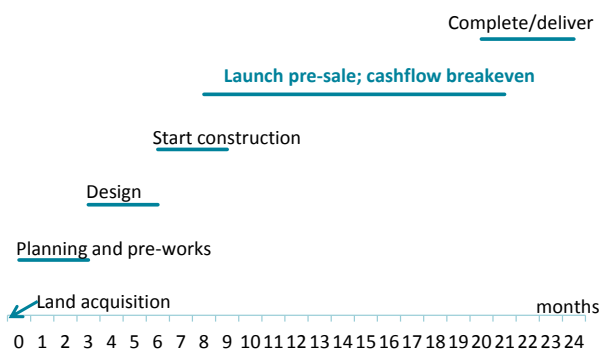 Complete/deliver
Launch pre-sale; cashflow breakeven
Start construction
Design
Planning and pre-works
Land acquisition
months
0 1 2 3 4 5 6 7 8 9 10 11 12 13 14 15 16 17 18 19 20 21 22 23 24